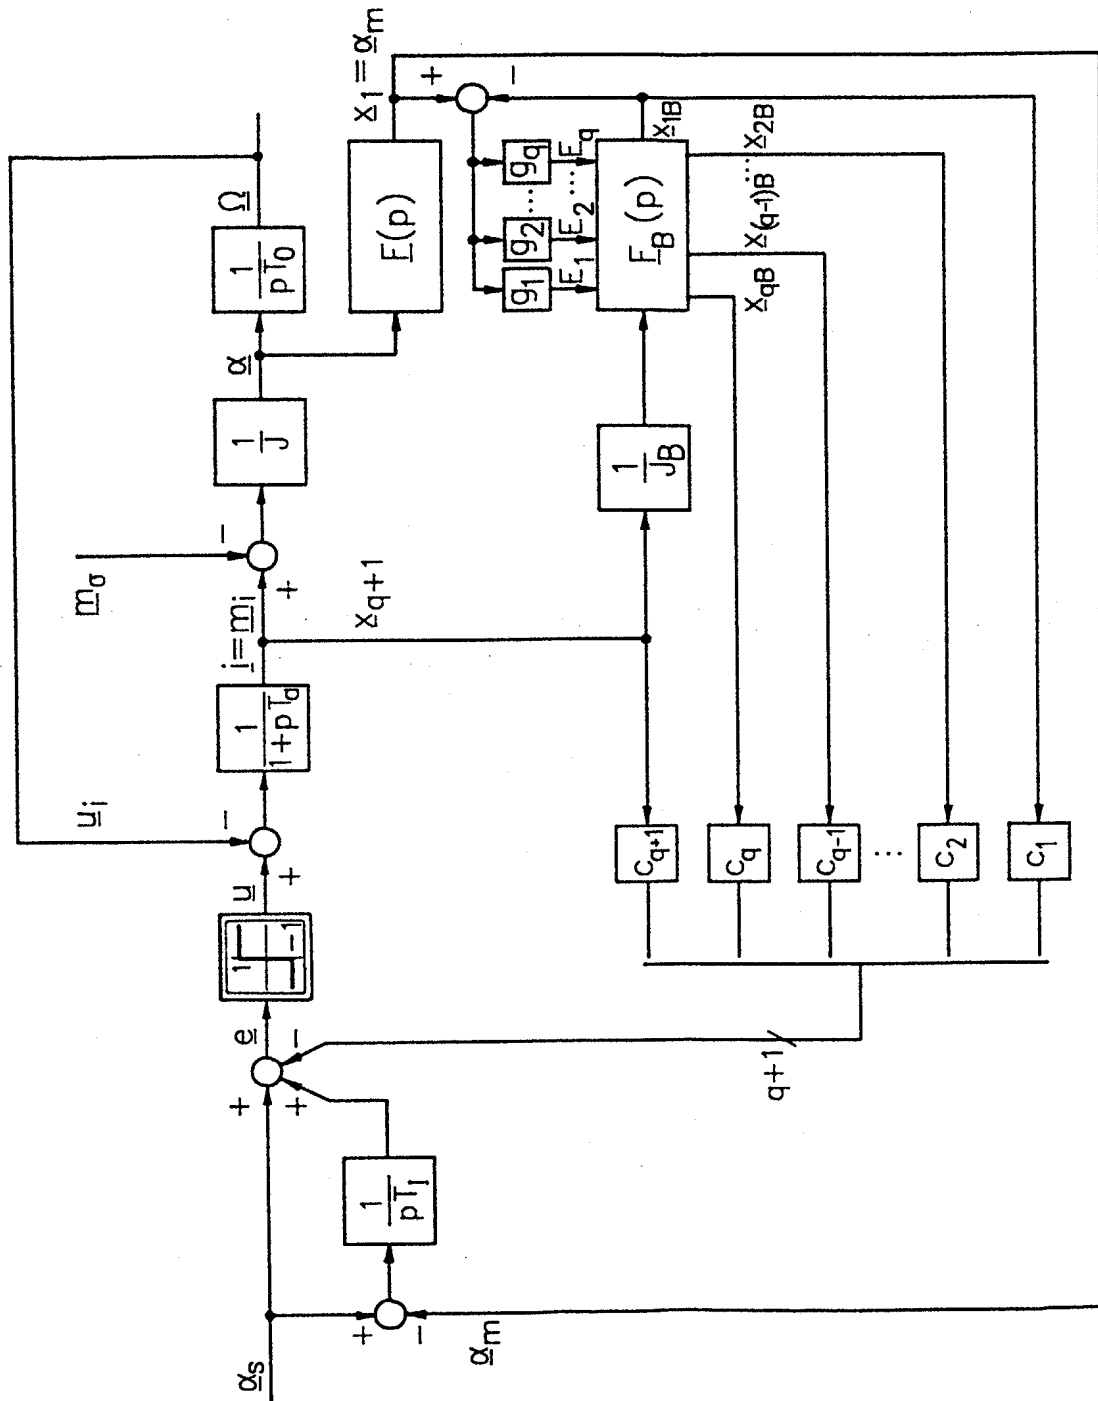 α_s
α_m
+
−
1
pT_I
+
+
−
e
1
−1
u
+
−
u_i
1
1+pT_a
i=m_i
+
−
m_σ
1
J
α
1
pT_0
Ω
F(p)
x_1=α_m
+
−
g_1
g_2
.....
g_q
E_1
E_2
...
E_q
F_B(p)
x_1B
x_2B
...
x_(q-1)B
x_qB
1
J_B
x_q+1
c_q+1
c_q
c_q-1
...
c_2
c_1
q+1